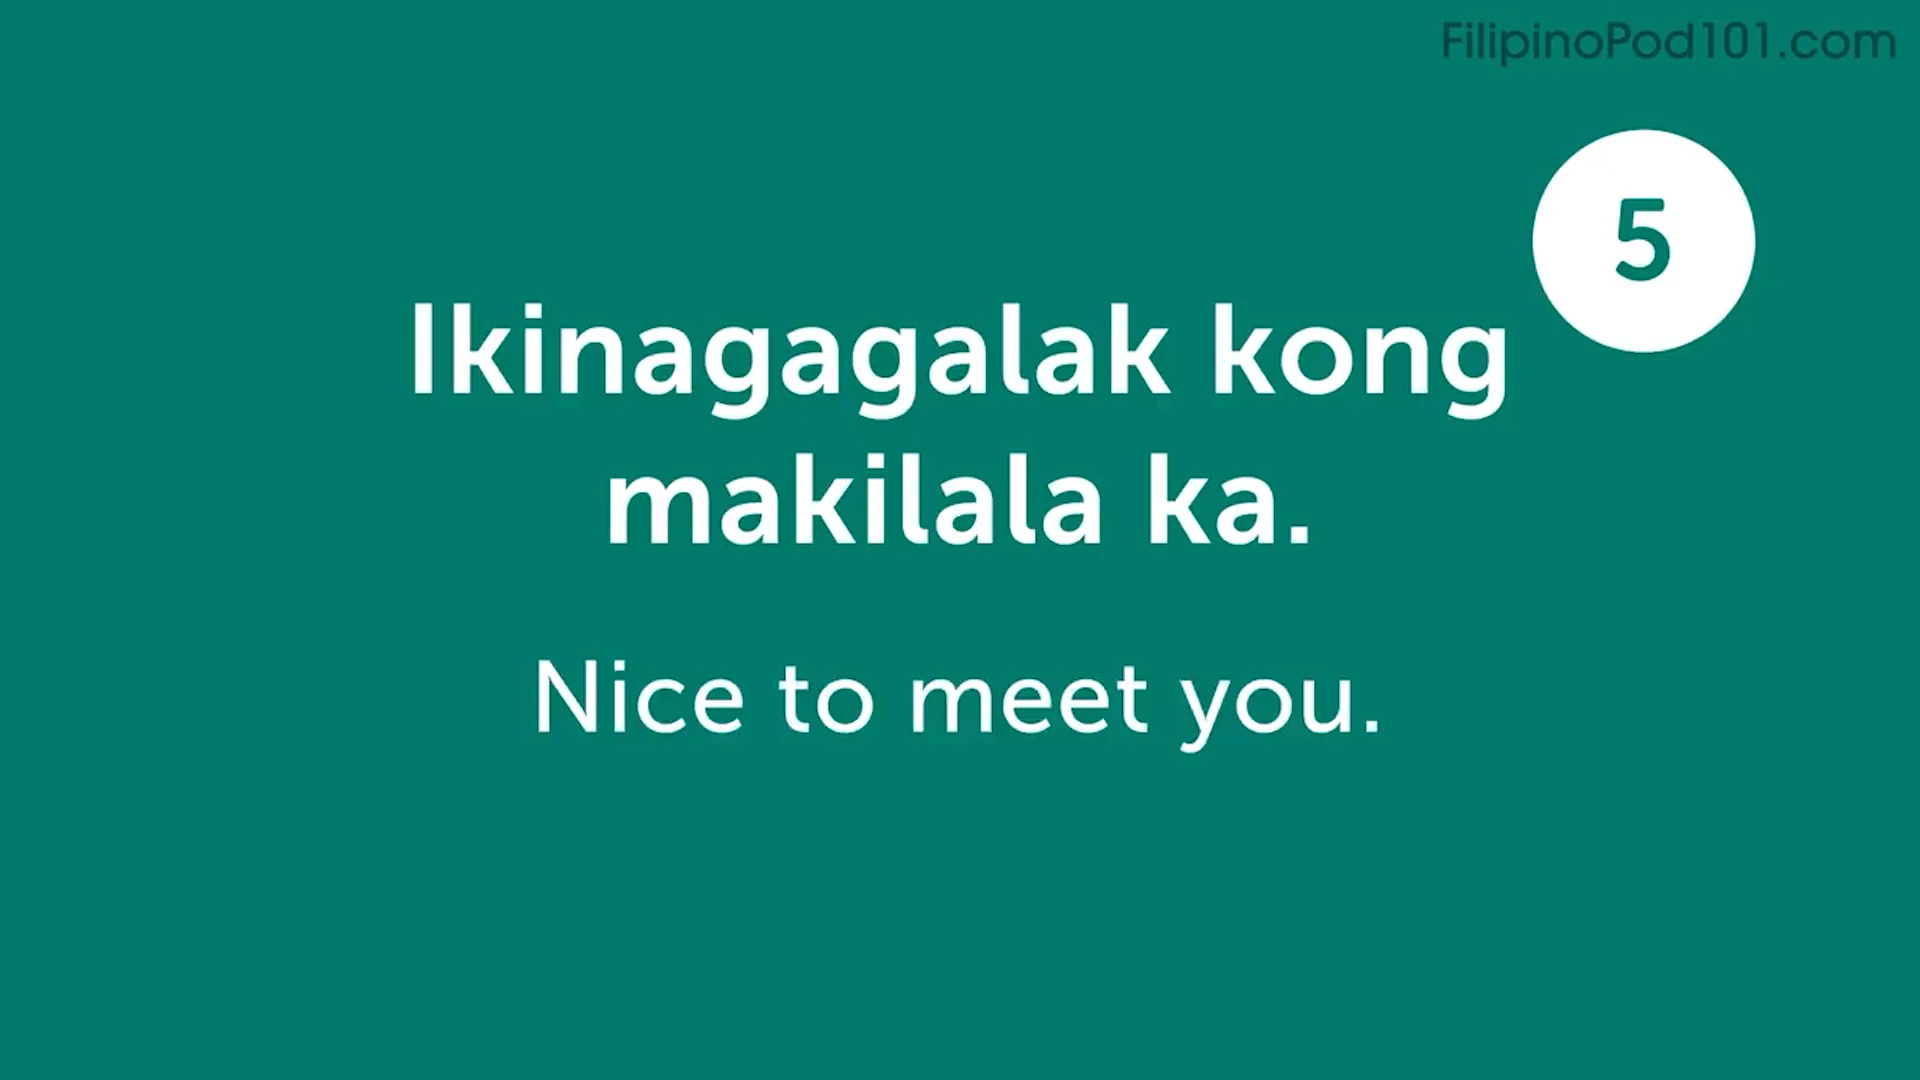 FilipinoPod101.com
5
Ikinagagalak kong
makilala ka.
Nice to meet you.